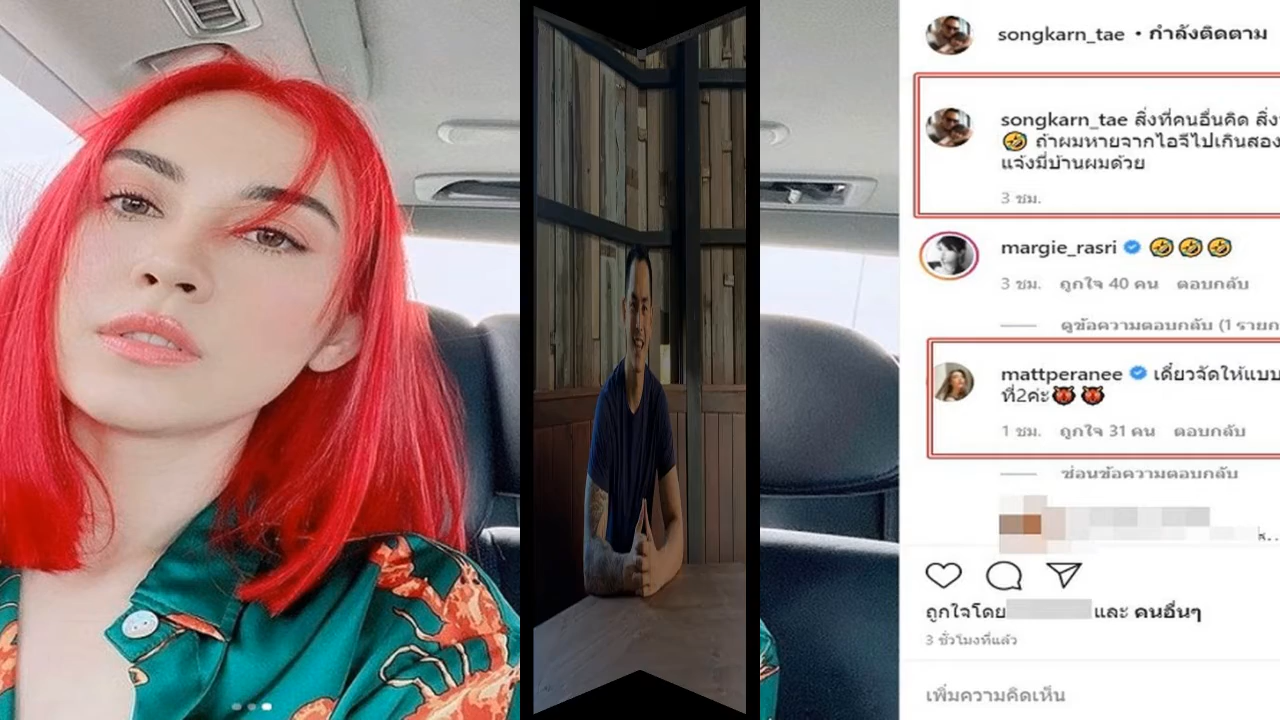 songkarn_tae • กำลังติดตาม
songkarn_tae สิ่งที่คนอื่นคิด
🤣 ถ้าผมหายจากไอจีไปเกินสอง
แจ้งมี่บ้านผมด้วย
3 ชม.
margie_rasri 🤣🤣🤣
3 ชม. ถูกใจ 40 คน ตอบกลับ
ดูข้อความตอบกลับ (1
mattperanee เดี๋ยวจัดให้แบบ
ที่2ค่ะ👹👹
1 ชม. ถูกใจ 31 คน ตอบกลับ
ซ่อนข้อความตอบกลับ
ถูกใจโดย และ คนอื่นๆ
3 ชั่วโมงที่แล้ว
เพิ่มความคิดเห็น